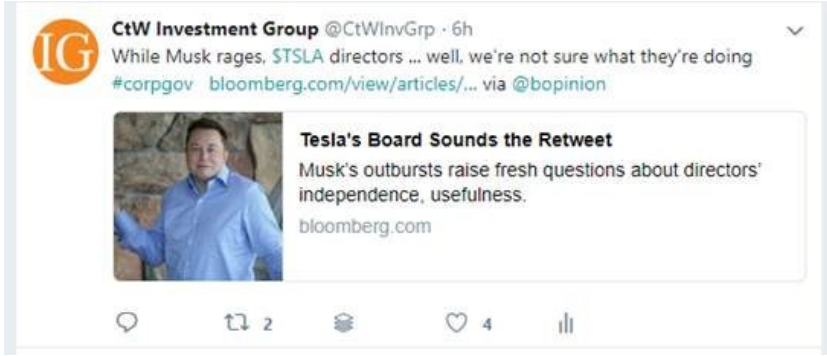 IG
CtW Investment Group @CtWInvGrp · 6h
While Musk rages, $TSLA directors ... well, we're not sure what they're doing
#corpgov bloomberg.com/view/articles/... via @bopinion
Tesla's Board Sounds the Retweet
Musk's outbursts raise fresh questions about directors'
independence, usefulness.
bloomberg.com
2 4